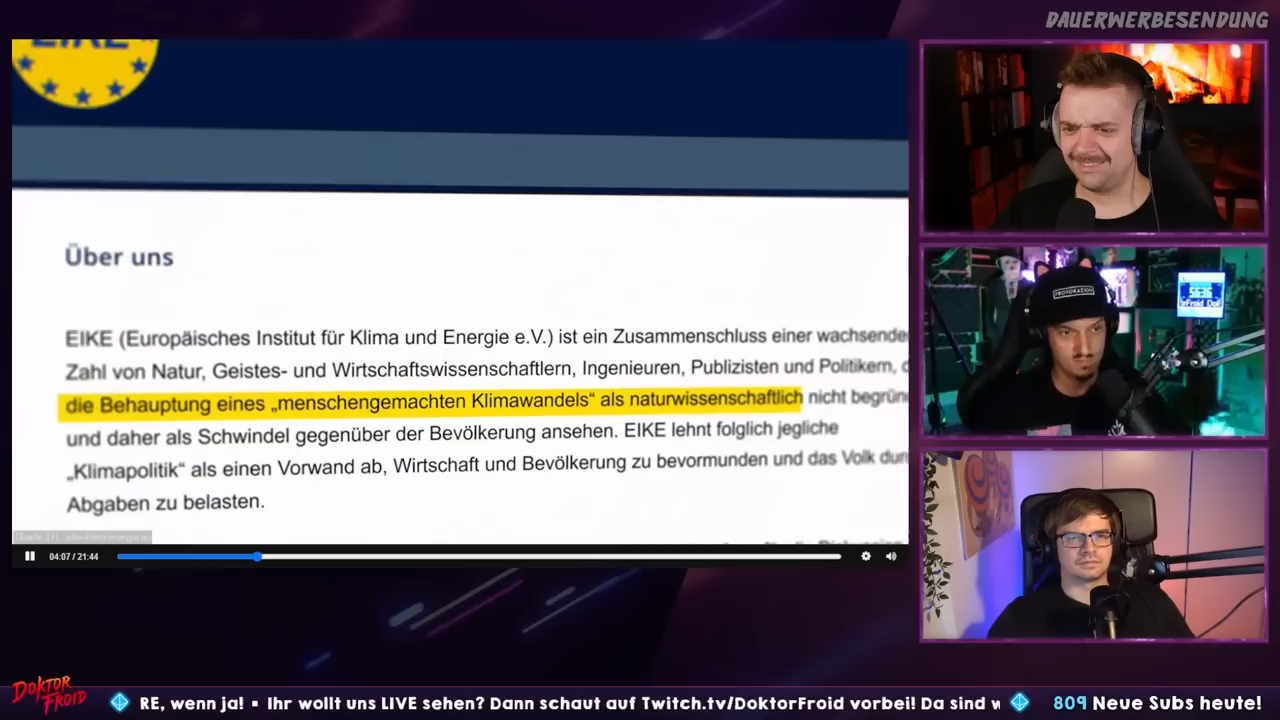 DAUERWERBESENDUNG
EIKE
Über uns
EIKE (Europäisches Institut für Klima und Energie e.V.) ist ein Zusammenschluss einer wachsende
Zahl von Natur, Geistes- und Wirtschaftswissenschaftlern, Ingenieuren, Publizisten und Politikern, d
die Behauptung eines „menschengemachten Klimawandels“ als naturwissenschaftlich nicht begrün
und daher als Schwindel gegenüber der Bevölkerung ansehen. EIKE lehnt folglich jegliche
„Klimapolitik“ als einen Vorwand ab, Wirtschaft und Bevölkerung zu bevormunden und das Volk dur
Abgaben zu belasten.
04:07 / 21:44
DOKTOR
FROID
RE, wenn ja! ▪ Ihr wollt uns LIVE sehen? Dann schaut auf Twitch.tv/DoktorFroid vorbei! Da sind w
809 Neue Subs heute!